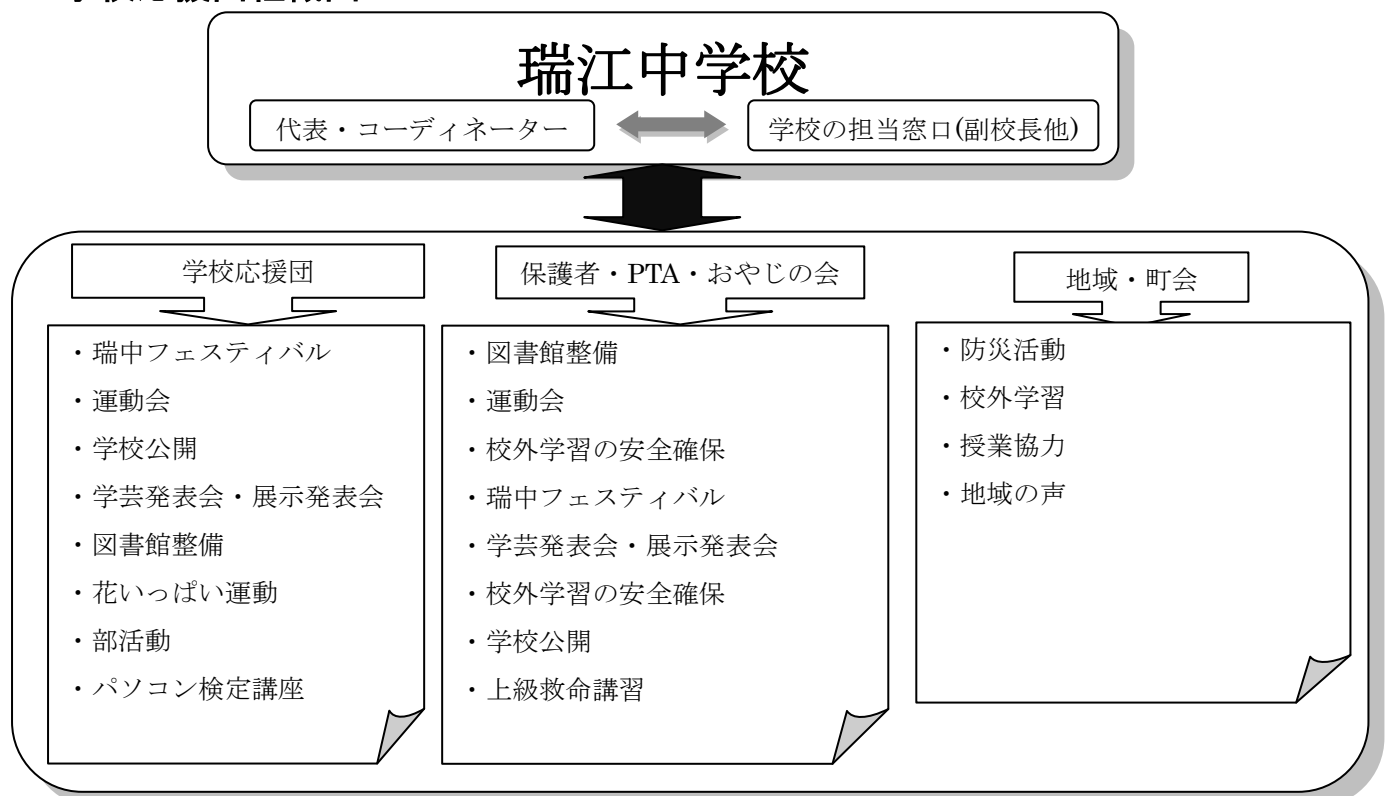 瑞江中学校
代表・コーディネーター
学校の担当窓口(副校長他)
学校応援団
・瑞中フェスティバル
・運動会
・学校公開
・学芸発表会・展示発表会
・図書館整備
・花いっぱい運動
・部活動
・パソコン検定講座
保護者・PTA・おやじの会
・図書館整備
・運動会
・校外学習の安全確保
・瑞中フェスティバル
・学芸発表会・展示発表会
・校外学習の安全確保
・学校公開
・上級救命講習
地域・町会
・防災活動
・校外学習
・授業協力
・地域の声